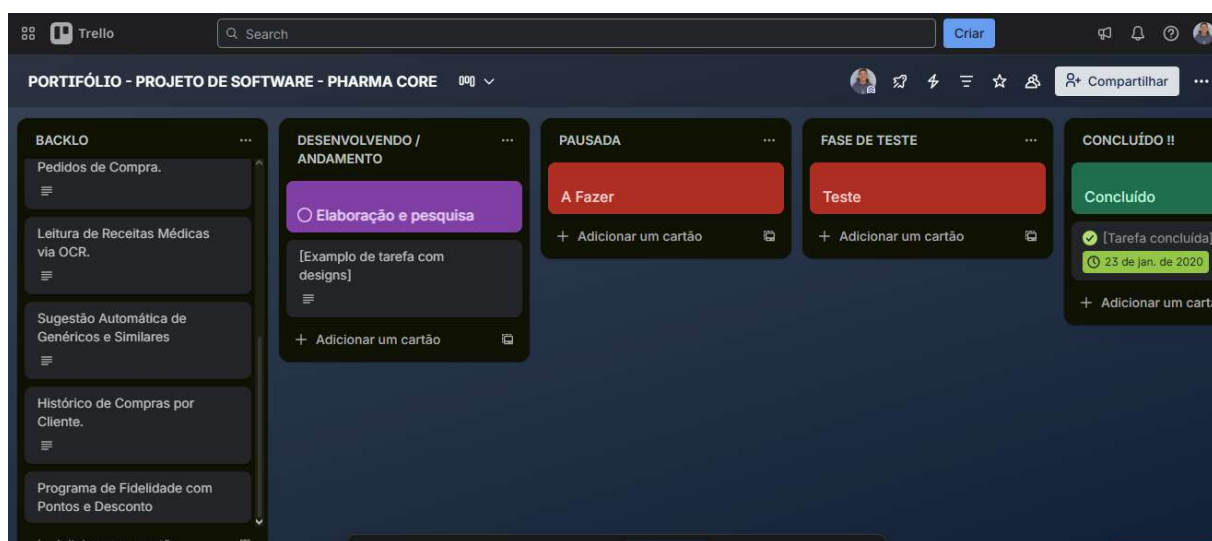 Trello
Search
Criar
PORTIFÓLIO - PROJETO DE SOFTWARE - PHARMA CORE
Compartilhar
BACKLO
Pedidos de Compra.
Leitura de Receitas Médicas
via OCR.
Sugestão Automática de
Genéricos e Similares
Histórico de Compras por
Cliente.
Programa de Fidelidade com
Pontos e Desconto
DESENVOLVENDO /
ANDAMENTO
Elaboração e pesquisa
[Examplo de tarefa com
designs]
+ Adicionar um cartão
PAUSADA
A Fazer
+ Adicionar um cartão
FASE DE TESTE
Teste
+ Adicionar um cartão
CONCLUÍDO !!
Concluído
[Tarefa concluída]
23 de jan. de 2020
+ Adicionar um cart